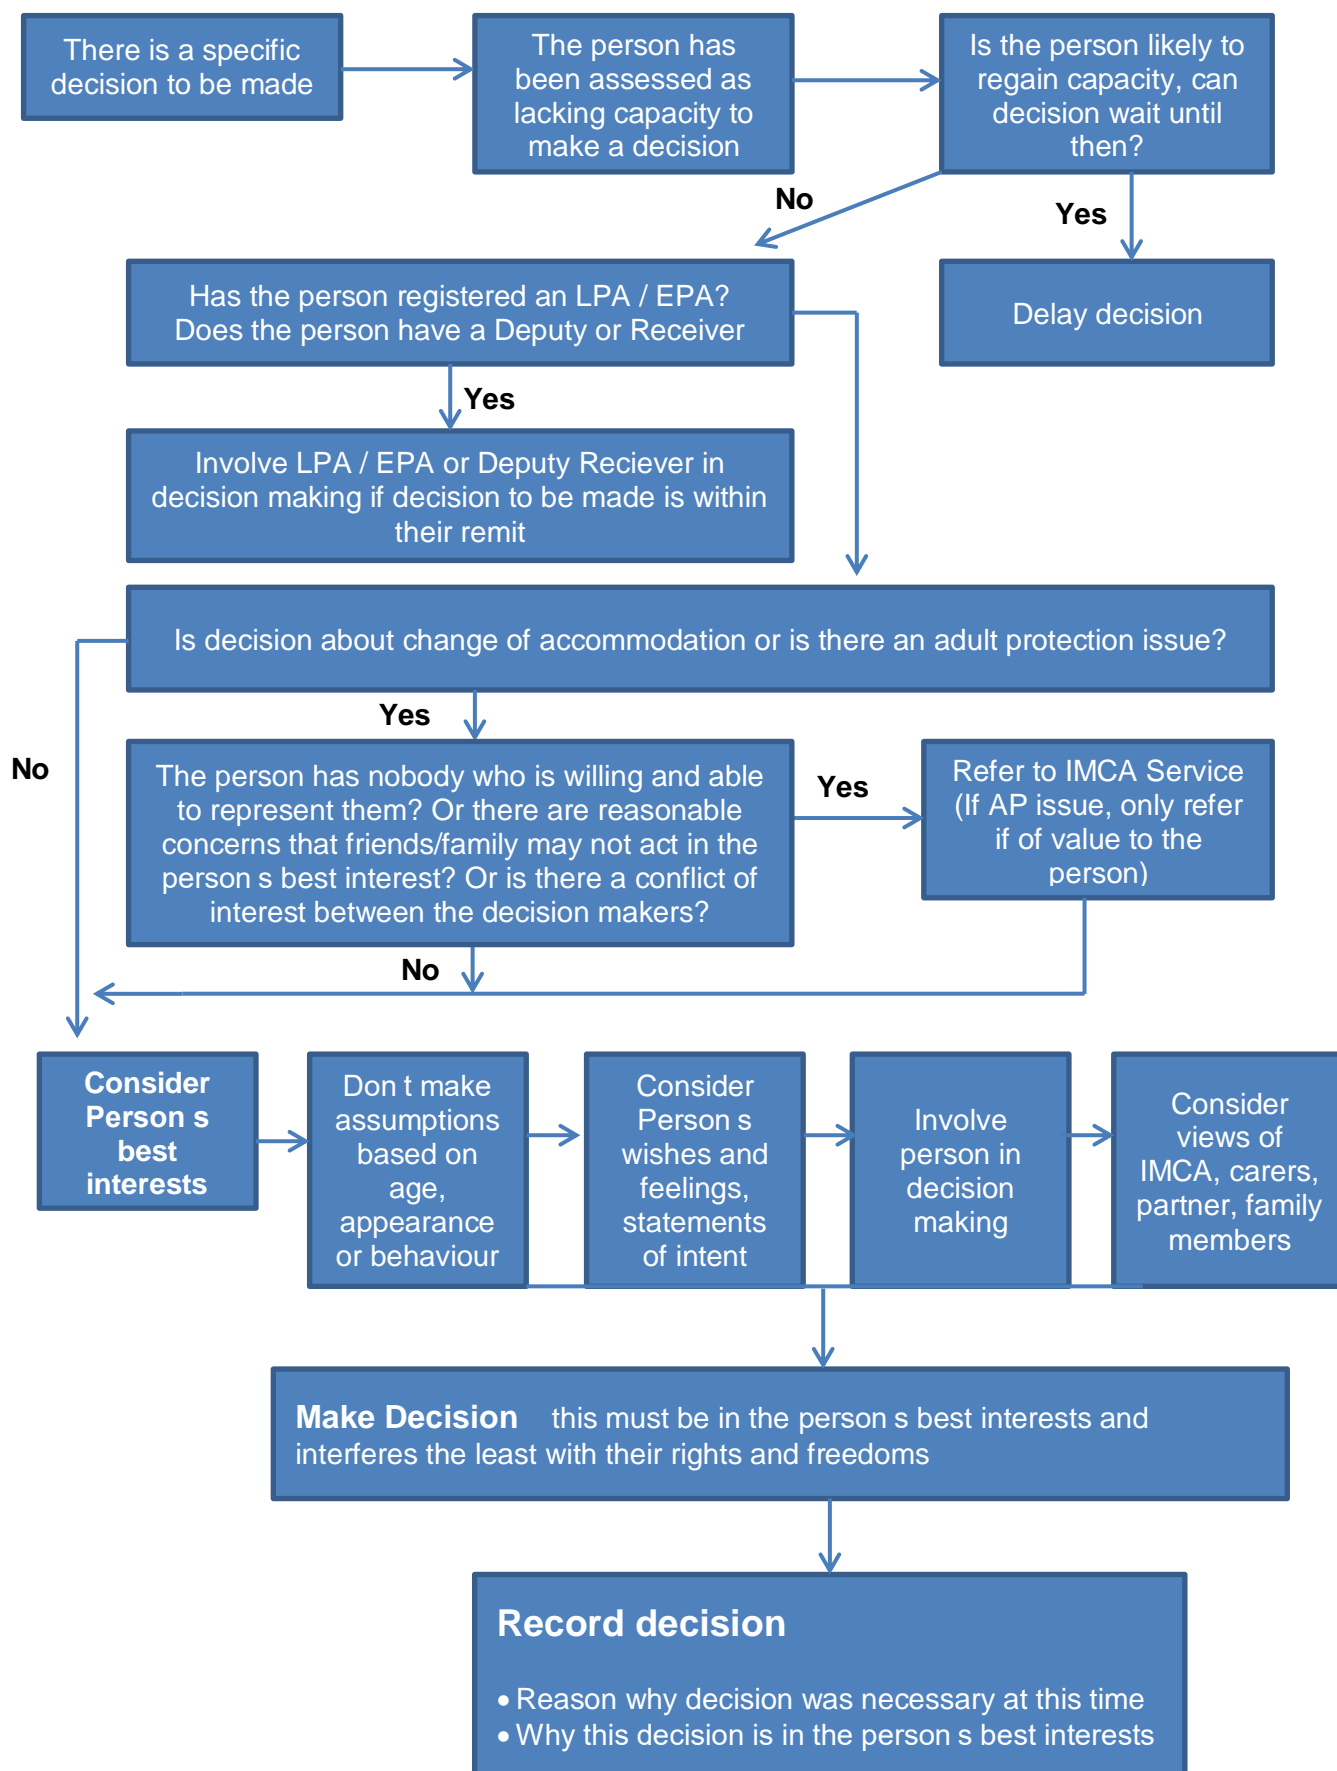 There is a specific
decision to be made
The person has
been assessed as
lacking capacity to
make a decision
Is the person likely to
regain capacity, can
decision wait until
then?
No
Yes
Has the person registered an LPA / EPA?
Does the person have a Deputy or Receiver
Delay decision
Yes
Involve LPA / EPA or Deputy Reciever in
decision making if decision to be made is within
their remit
Is decision about change of accommodation or is there an adult protection issue?
Yes
No
The person has nobody who is willing and able
to represent them? Or there are reasonable
concerns that friends/family may not act in the
person s best interest? Or is there a conflict of
interest between the decision makers?
Yes
Refer to IMCA Service
(If AP issue, only refer
if of value to the
person)
No
Consider
Person s
best
interests
Don t make
assumptions
based on
age,
appearance
or behaviour
Consider
Person s
wishes and
feelings,
statements
of intent
Involve
person in
decision
making
Consider
views of
IMCA, carers,
partner, family
members
Make Decision this must be in the person s best interests and
interferes the least with their rights and freedoms
Record decision
• Reason why decision was necessary at this time
• Why this decision is in the person s best interests